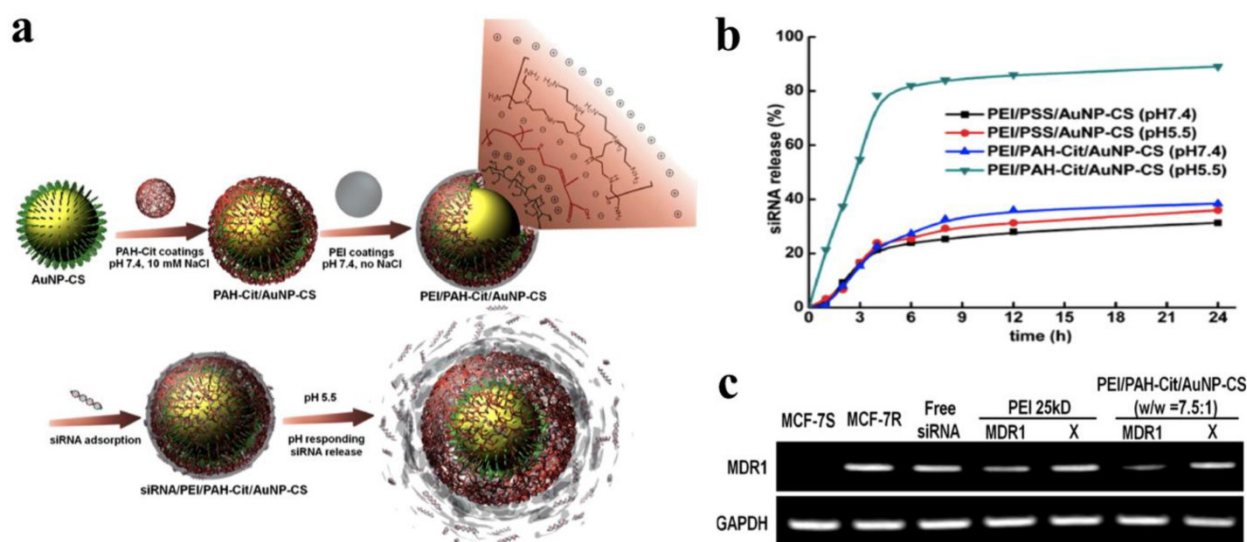 a
AuNP-CS
PAH-Cit coatings
pH 7.4, 10 mM NaCl
PAH-Cit/AuNP-CS
PEI coatings
pH 7.4, no NaCl
PEI/PAH-Cit/AuNP-CS
siRNA adsorption
siRNA/PEI/PAH-Cit/AuNP-CS
pH 5.5
pH responding
siRNA release
b
siRNA release (%)
100
80
60
40
20
0
PEI/PSS/AuNP-CS (pH7.4)
PEI/PSS/AuNP-CS (pH5.5)
PEI/PAH-Cit/AuNP-CS (pH7.4)
PEI/PAH-Cit/AuNP-CS (pH5.5)
0 3 6 9 12 15 18 21 24
time (h)
c
MCF-7S
MCF-7R
Free
siRNA
PEI 25kD
MDR1 X
PEI/PAH-Cit/AuNP-CS
(w/w =7.5:1)
MDR1 X
MDR1
GAPDH